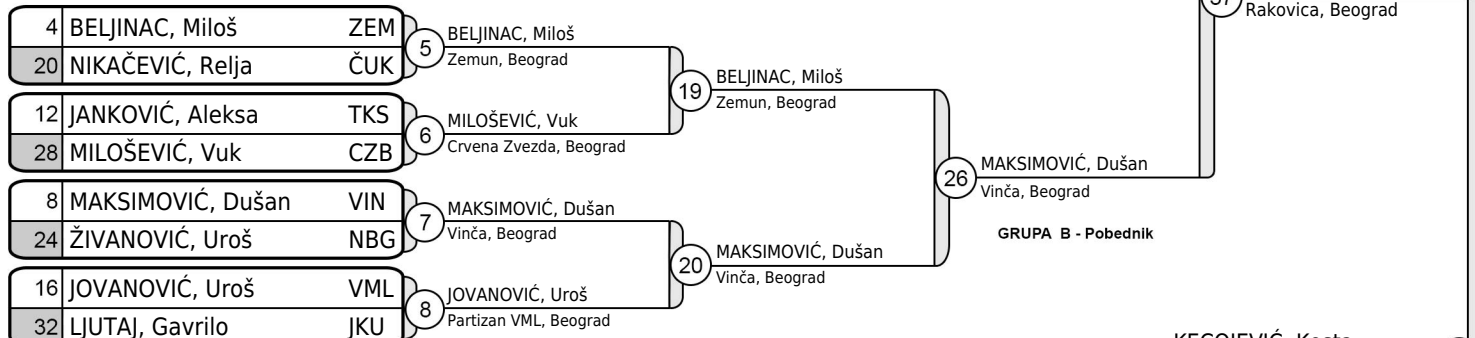 Rakovica, Beograd
4 BELJINAC, Miloš ZEM
20 NIKAČEVIĆ, Relja ČUK
5
BELJINAC, Miloš
Zemun, Beograd
12 JANKOVIĆ, Aleksa TKS
28 MILOŠEVIĆ, Vuk CZB
6
MILOŠEVIĆ, Vuk
Crvena Zvezda, Beograd
19
BELJINAC, Miloš
Zemun, Beograd
8 MAKSIMOVIĆ, Dušan VIN
24 ŽIVANOVIĆ, Uroš NBG
7
MAKSIMOVIĆ, Dušan
Vinča, Beograd
16 JOVANOVIĆ, Uroš VML
32 LJUTAJ, Gavrilo JKU
8
JOVANOVIĆ, Uroš
Partizan VML, Beograd
20
MAKSIMOVIĆ, Dušan
Vinča, Beograd
26
MAKSIMOVIĆ, Dušan
Vinča, Beograd
GRUPA B - Pobednik